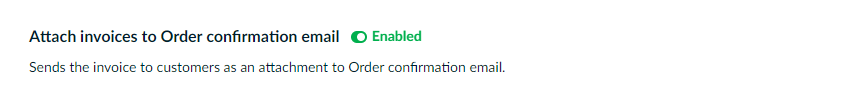 Attach invoices to Order confirmation email Enabled
Sends the invoice to customers as an attachment to Order confirmation email.